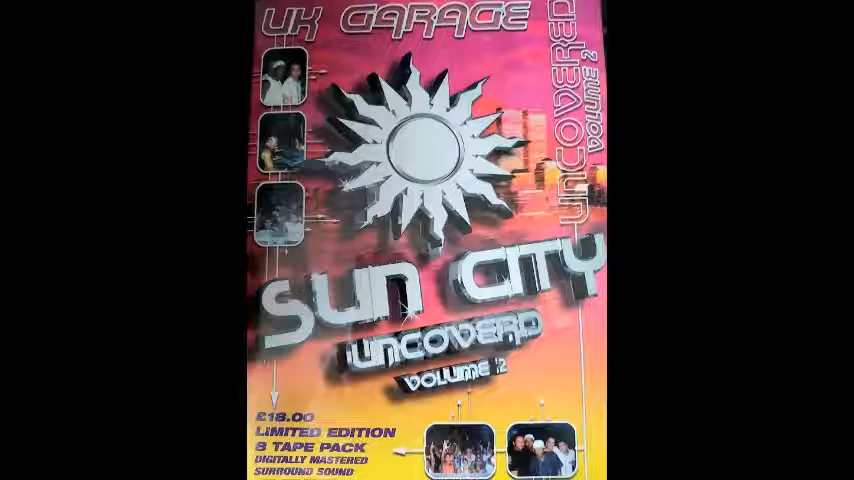 UK GARAGE
UNCOVERED
VOLUME 2
SUN CITY
UNCOVERD
VOLUME 2
£18.00
LIMITED EDITION
8 TAPE PACK
DIGITALLY MASTERED
SURROUND SOUND